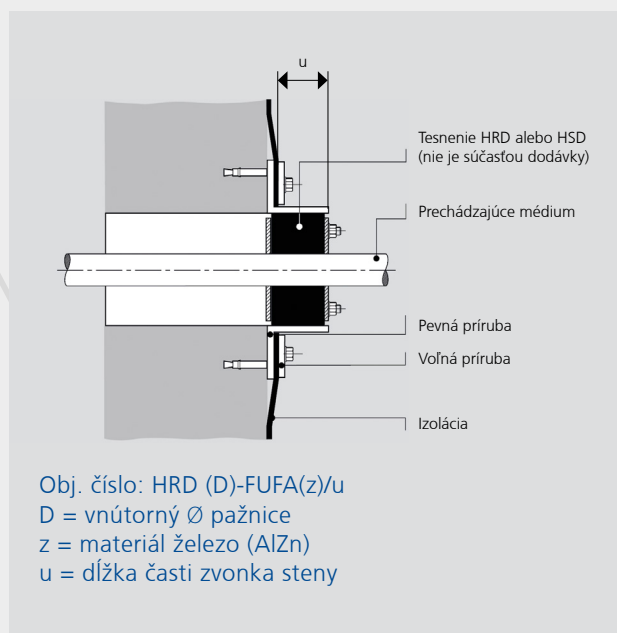 u
Tesnenie HRD alebo HSD
(nie je súčasťou dodávky)
Prechádzajúce médium
Pevná príruba
Voľná príruba
Izolácia
Obj. číslo: HRD (D)-FUFA(z)/u
D = vnútorný Ø pažnice
z = materiál železo (AlZn)
u = dĺžka časti zvonka steny